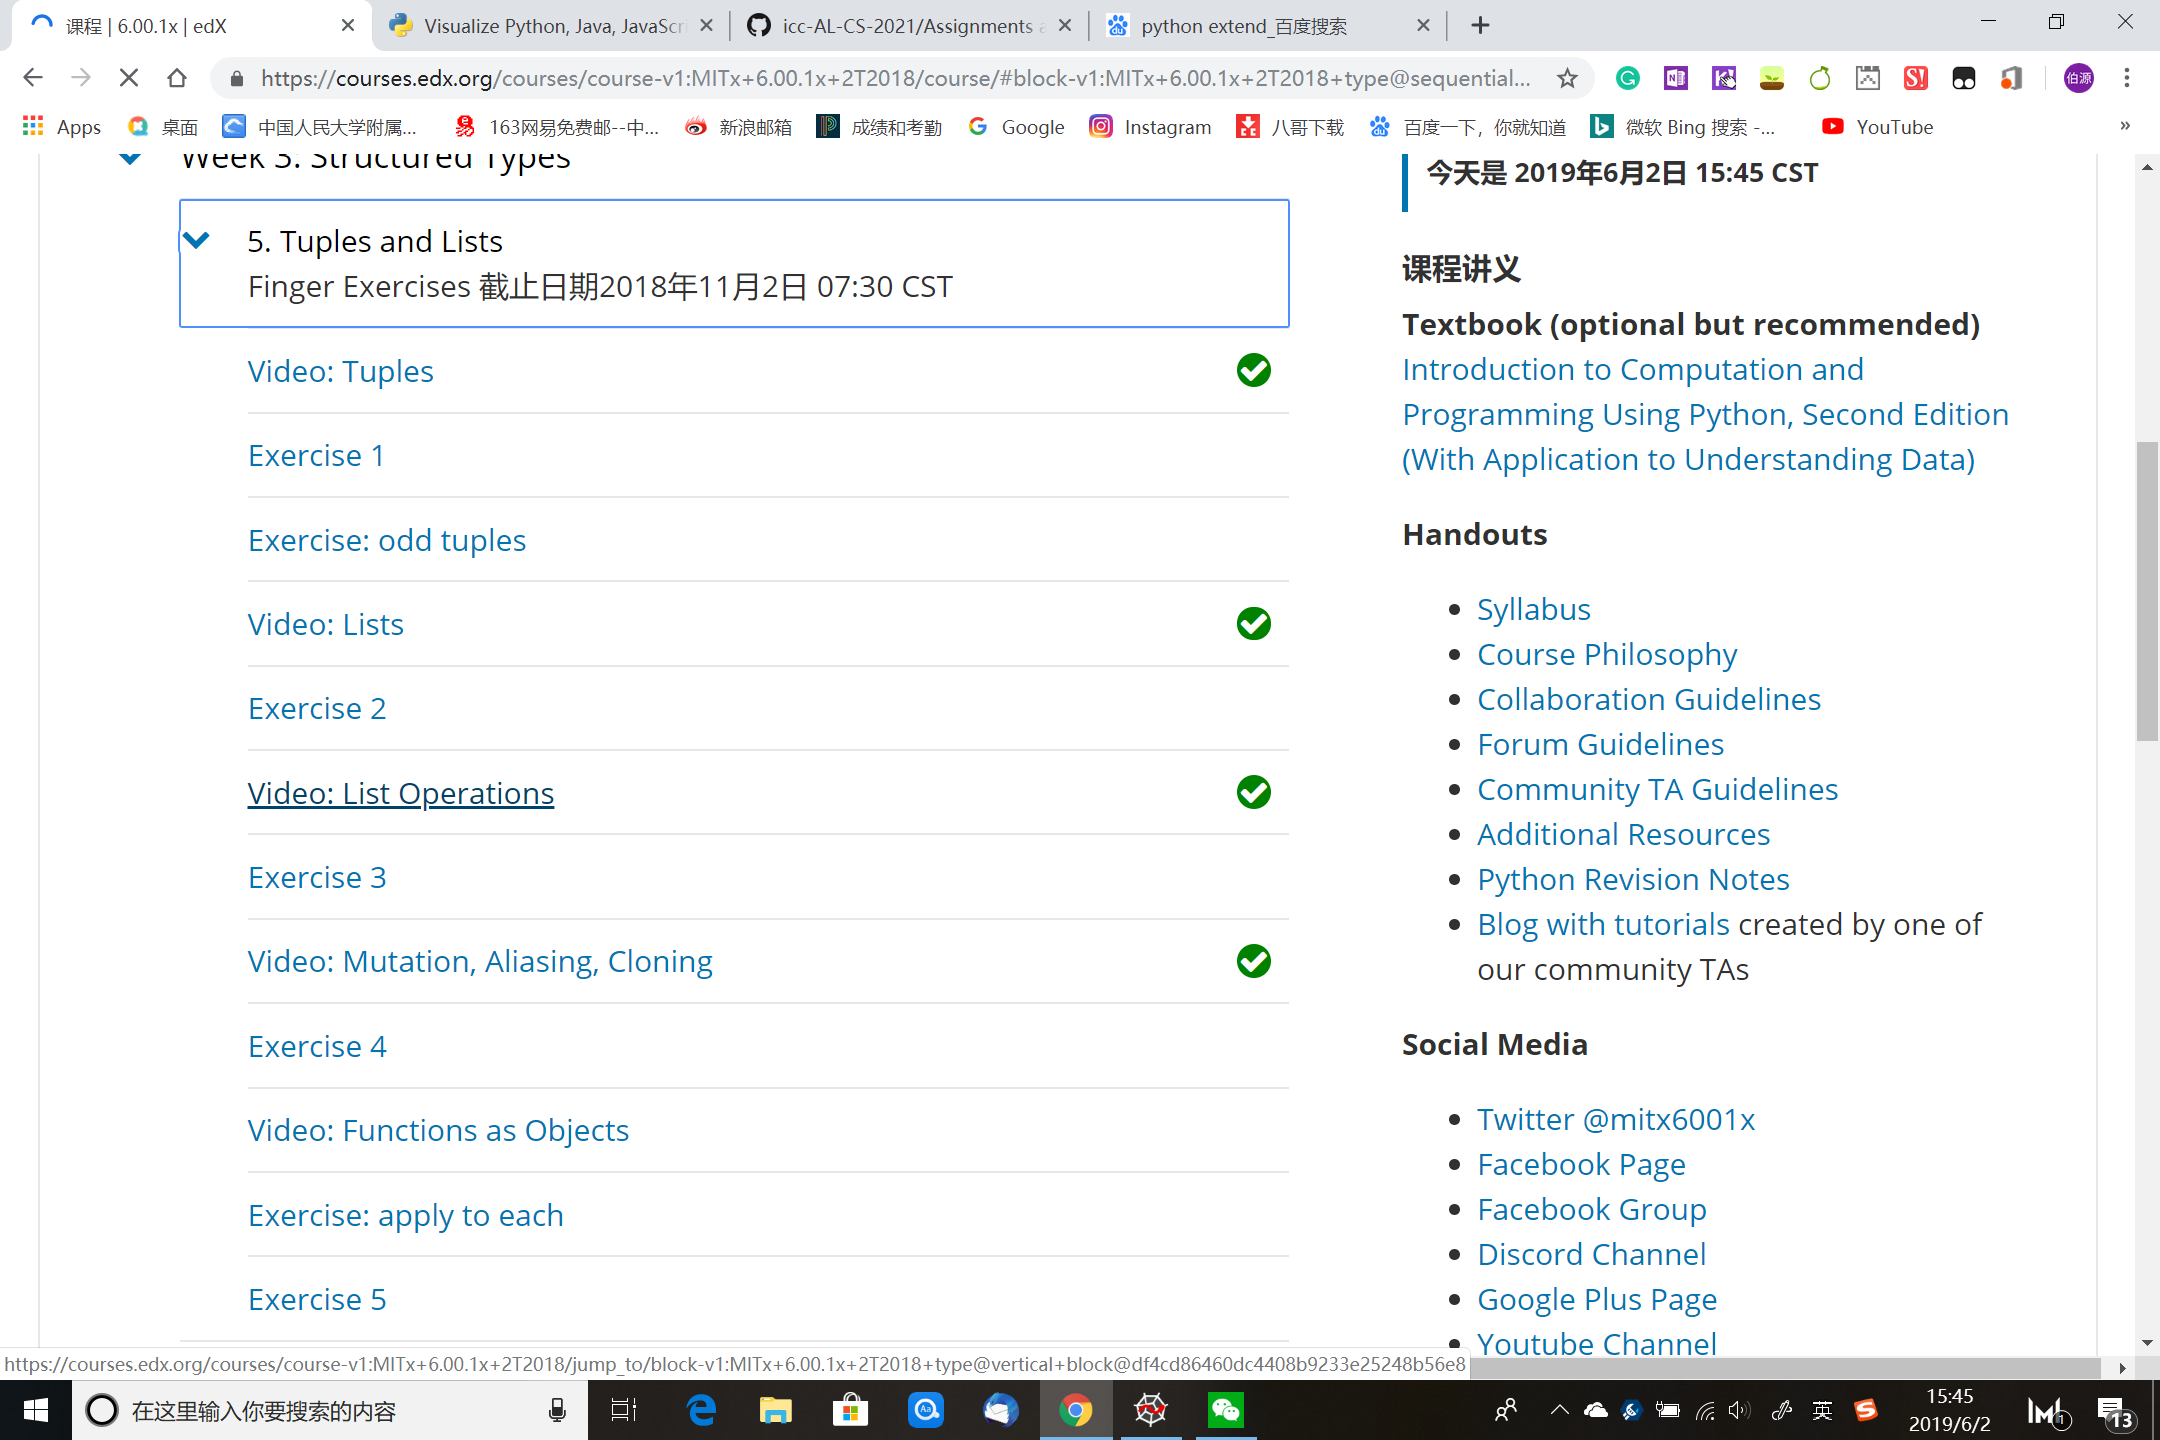 课程 | 6.00.1x | edX
Visualize Python, Java, JavaScri
icc-AL-CS-2021/Assignments a
python extend_百度搜索
https://courses.edx.org/courses/course-v1:MITx+6.00.1x+2T2018/course/#block-v1:MITx+6.00.1x+2T2018+type@sequential...
伯源
Apps
桌面
中国人民大学附属...
163网易免费邮--中...
新浪邮箱
成绩和考勤
Google
Instagram
八哥下载
百度一下，你就知道
微软 Bing 搜索 -...
YouTube
»
Week 3: Structured Types
5. Tuples and Lists
Finger Exercises 截止日期2018年11月2日 07:30 CST
Video: Tuples
Exercise 1
Exercise: odd tuples
Video: Lists
Exercise 2
Video: List Operations
Exercise 3
Video: Mutation, Aliasing, Cloning
Exercise 4
Video: Functions as Objects
Exercise: apply to each
Exercise 5
今天是 2019年6月2日 15:45 CST
课程讲义
Textbook (optional but recommended)
Introduction to Computation and
Programming Using Python, Second Edition
(With Application to Understanding Data)
Handouts
Syllabus
Course Philosophy
Collaboration Guidelines
Forum Guidelines
Community TA Guidelines
Additional Resources
Python Revision Notes
Blog with tutorials created by one of
our community TAs
Social Media
Twitter @mitx6001x
Facebook Page
Facebook Group
Discord Channel
Google Plus Page
Youtube Channel
https://courses.edx.org/courses/course-v1:MITx+6.00.1x+2T2018/jump_to/block-v1:MITx+6.00.1x+2T2018+type@vertical+block@df4cd86460dc4408b9233e25248b56e8
在这里输入你要搜索的内容
英
15:45
2019/6/2
1
13